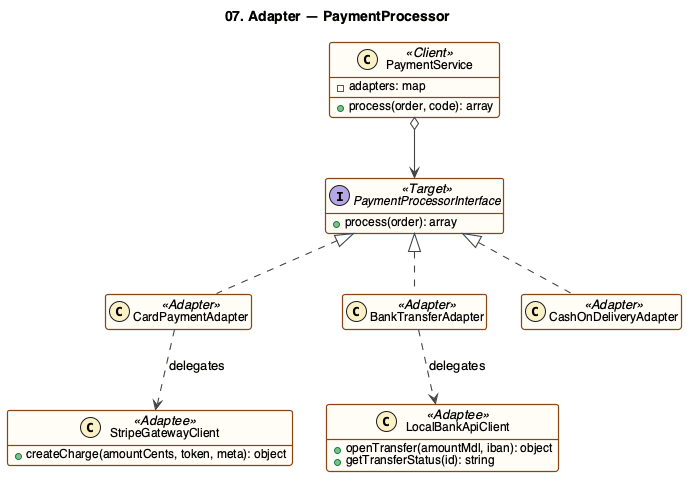 07. Adapter — PaymentProcessor
C
«Client»
PaymentService
adapters: map
process(order, code): array
I
«Target»
PaymentProcessorInterface
process(order): array
C
«Adapter»
CardPaymentAdapter
C
«Adapter»
BankTransferAdapter
C
«Adapter»
CashOnDeliveryAdapter
delegates
delegates
C
«Adaptee»
StripeGatewayClient
createCharge(amountCents, token, meta): object
C
«Adaptee»
LocalBankApiClient
openTransfer(amountMdl, iban): object
getTransferStatus(id): string